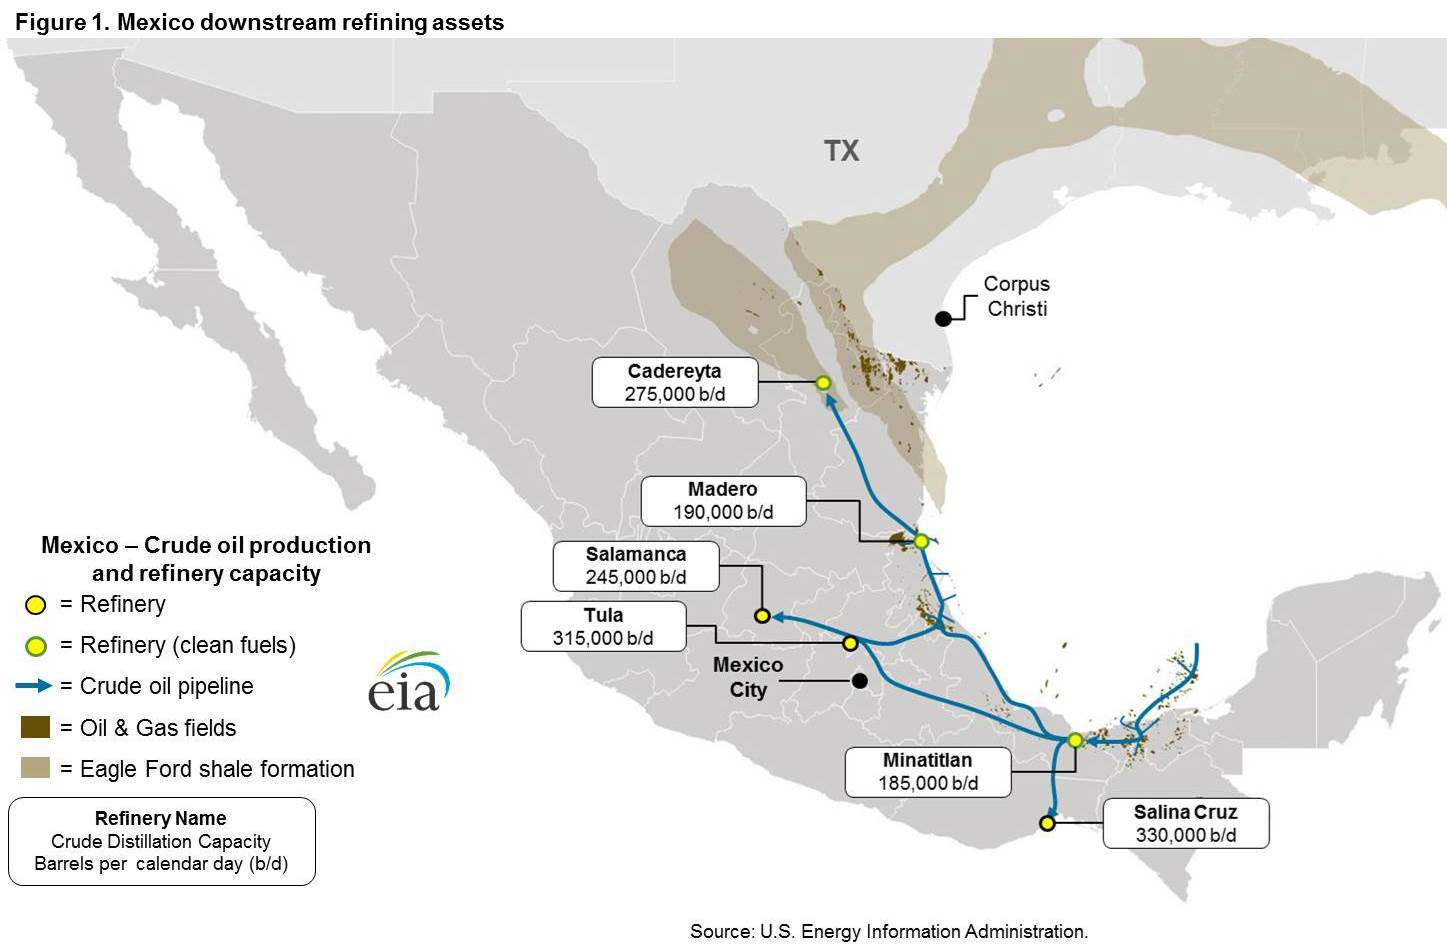 Figure 1. Mexico downstream refining assets
TX
Corpus
Christi
Cadereyta
275,000 b/d
Madero
190,000 b/d
Salamanca
245,000 b/d
Tula
315,000 b/d
Mexico
City
Minatitlan
185,000 b/d
Salina Cruz
330,000 b/d
Mexico – Crude oil production
and refinery capacity
= Refinery
= Refinery (clean fuels)
= Crude oil pipeline
= Oil & Gas fields
= Eagle Ford shale formation
eia
Refinery Name
Crude Distillation Capacity
Barrels per calendar day (b/d)
Source: U.S. Energy Information Administration.